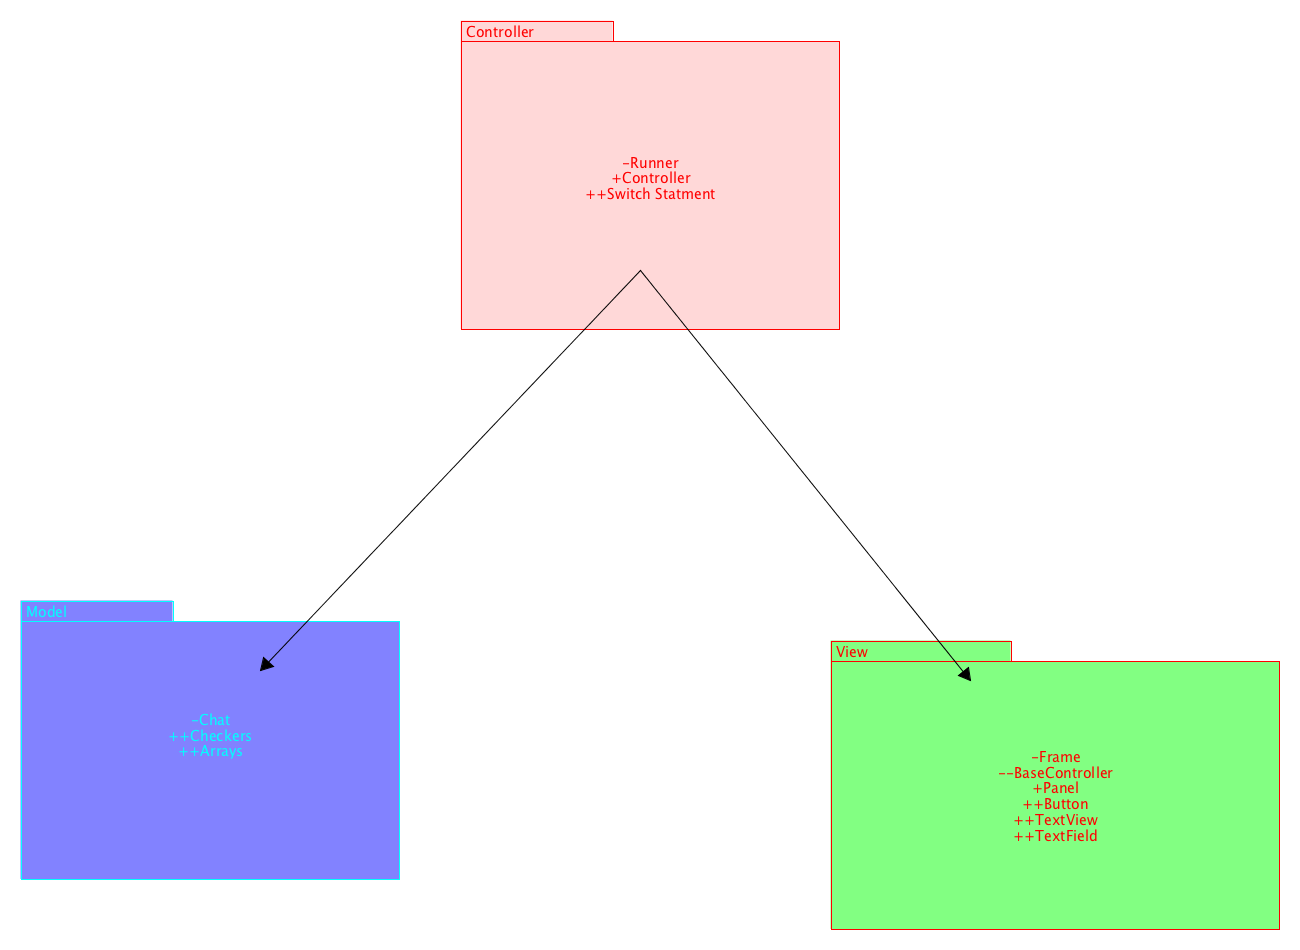 Controller
-Runner
+Controller
++Switch Statment
Model
-Chat
++Checkers
++Arrays
View
-Frame
--BaseController
+Panel
++Button
++TextView
++TextField